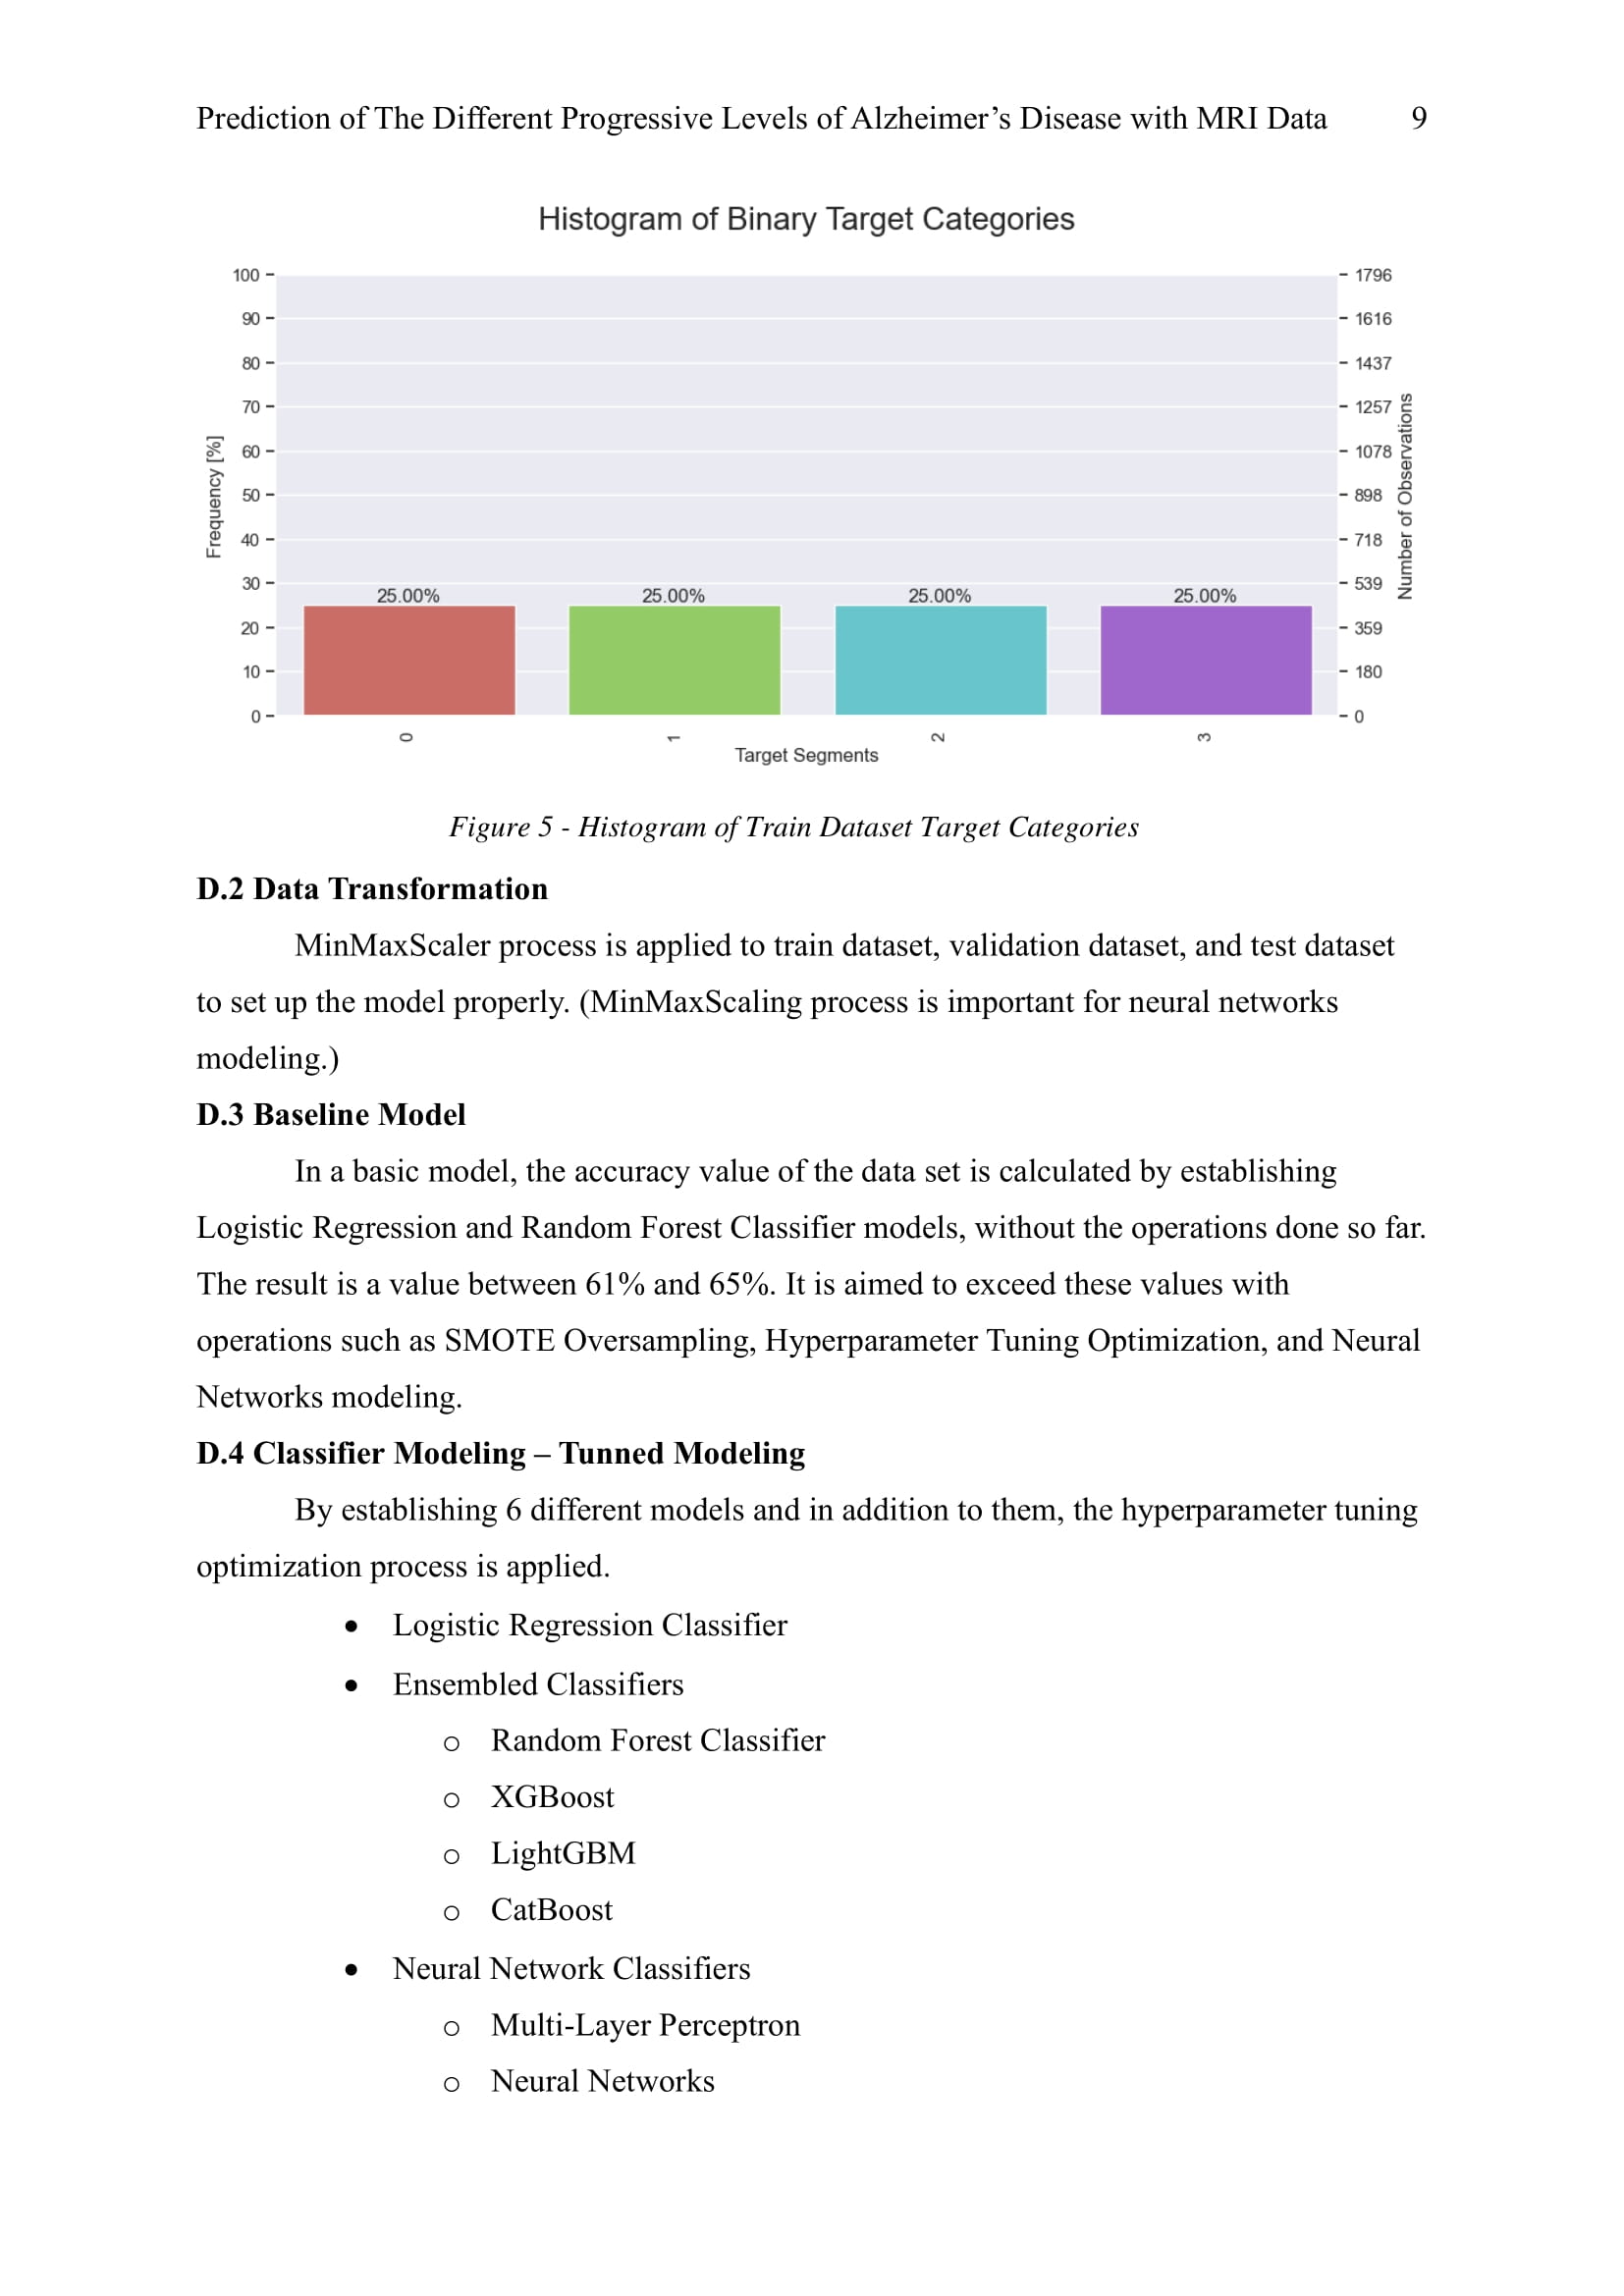 Prediction of The Different Progressive Levels of Alzheimer’s Disease with MRI Data 9
Histogram of Binary Target Categories
100 1796
90 1616
80 1437
70 1257
60 1078
50 898
40 718
30 539
20 359
10 180
0 0
Frequency [%]
Number of Observations
25.00% 25.00% 25.00% 25.00%
0 1 2 3
Target Segments
Figure 5 - Histogram of Train Dataset Target Categories
D.2 Data Transformation
MinMaxScaler process is applied to train dataset, validation dataset, and test dataset
to set up the model properly. (MinMaxScaling process is important for neural networks
modeling.)
D.3 Baseline Model
In a basic model, the accuracy value of the data set is calculated by establishing
Logistic Regression and Random Forest Classifier models, without the operations done so far.
The result is a value between 61% and 65%. It is aimed to exceed these values with
operations such as SMOTE Oversampling, Hyperparameter Tuning Optimization, and Neural
Networks modeling.
D.4 Classifier Modeling – Tunned Modeling
By establishing 6 different models and in addition to them, the hyperparameter tuning
optimization process is applied.
• Logistic Regression Classifier
• Ensembled Classifiers
o Random Forest Classifier
o XGBoost
o LightGBM
o CatBoost
• Neural Network Classifiers
o Multi-Layer Perceptron
o Neural Networks